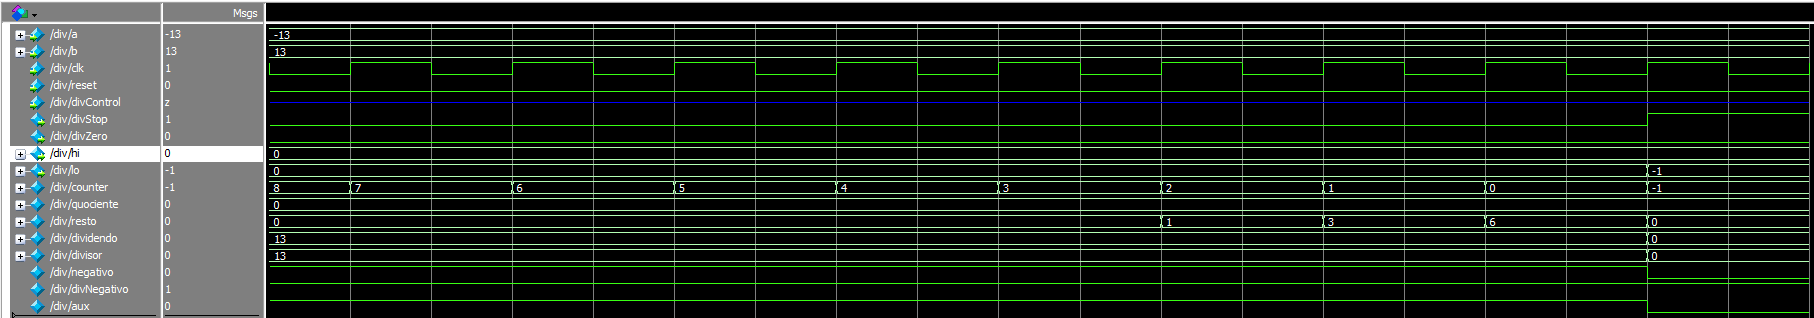 Msgs
/div/a -13 -13
/div/b 13 13
/div/clk 1
/div/reset 0
/div/divControl z
/div/divStop 1
/div/divZero 0
/div/hi 0 0
/div/lo -1 0 -1
/div/counter -1 8 7 6 5 4 3 2 1 0 -1
/div/quociente 0 0
/div/resto 0 0 1 3 6 0
/div/dividendo 0 13 0
/div/divisor 0 13 0
/div/negativo 0
/div/divNegativo 1
/div/aux 0